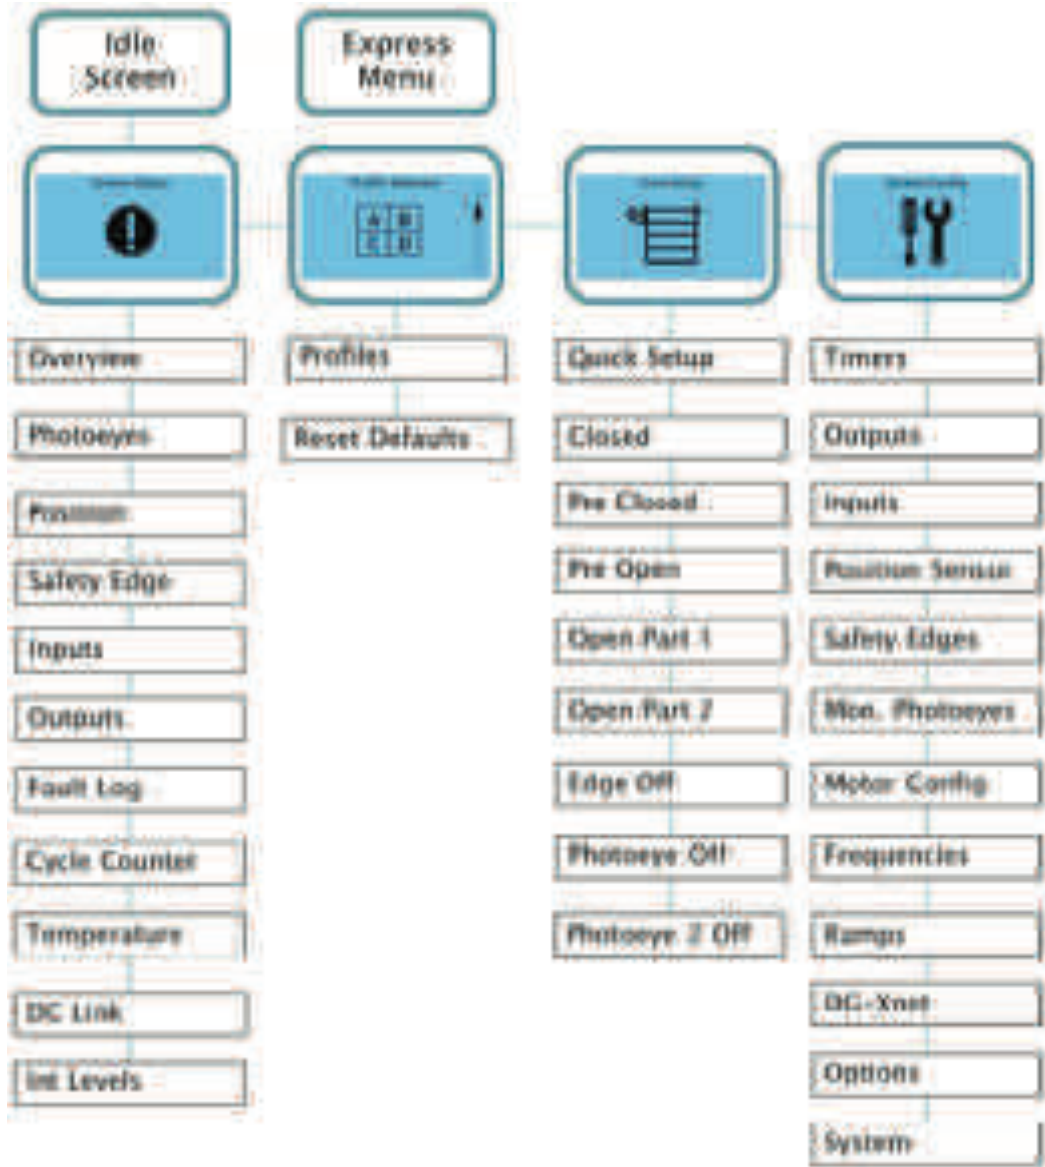 Idle
Screen
Express
Menu
A B
C D
Overview
Photoeyes
Position
Safety Edge
Inputs
Outputs
Fault Log
Cycle Counter
Temperature
DC Link
Int Levels
Profiles
Reset Defaults
Quick Setup
Closed
Pre Closed
Pre Open
Open Part 1
Open Part 2
Edge Off
Photoeye Off
Photoeye 2 Off
Timers
Outputs
Inputs
Position Sensor
Safety Edges
Mon. Photoeyes
Motor Config
Frequencies
Ramps
DG-Xnet
Options
System